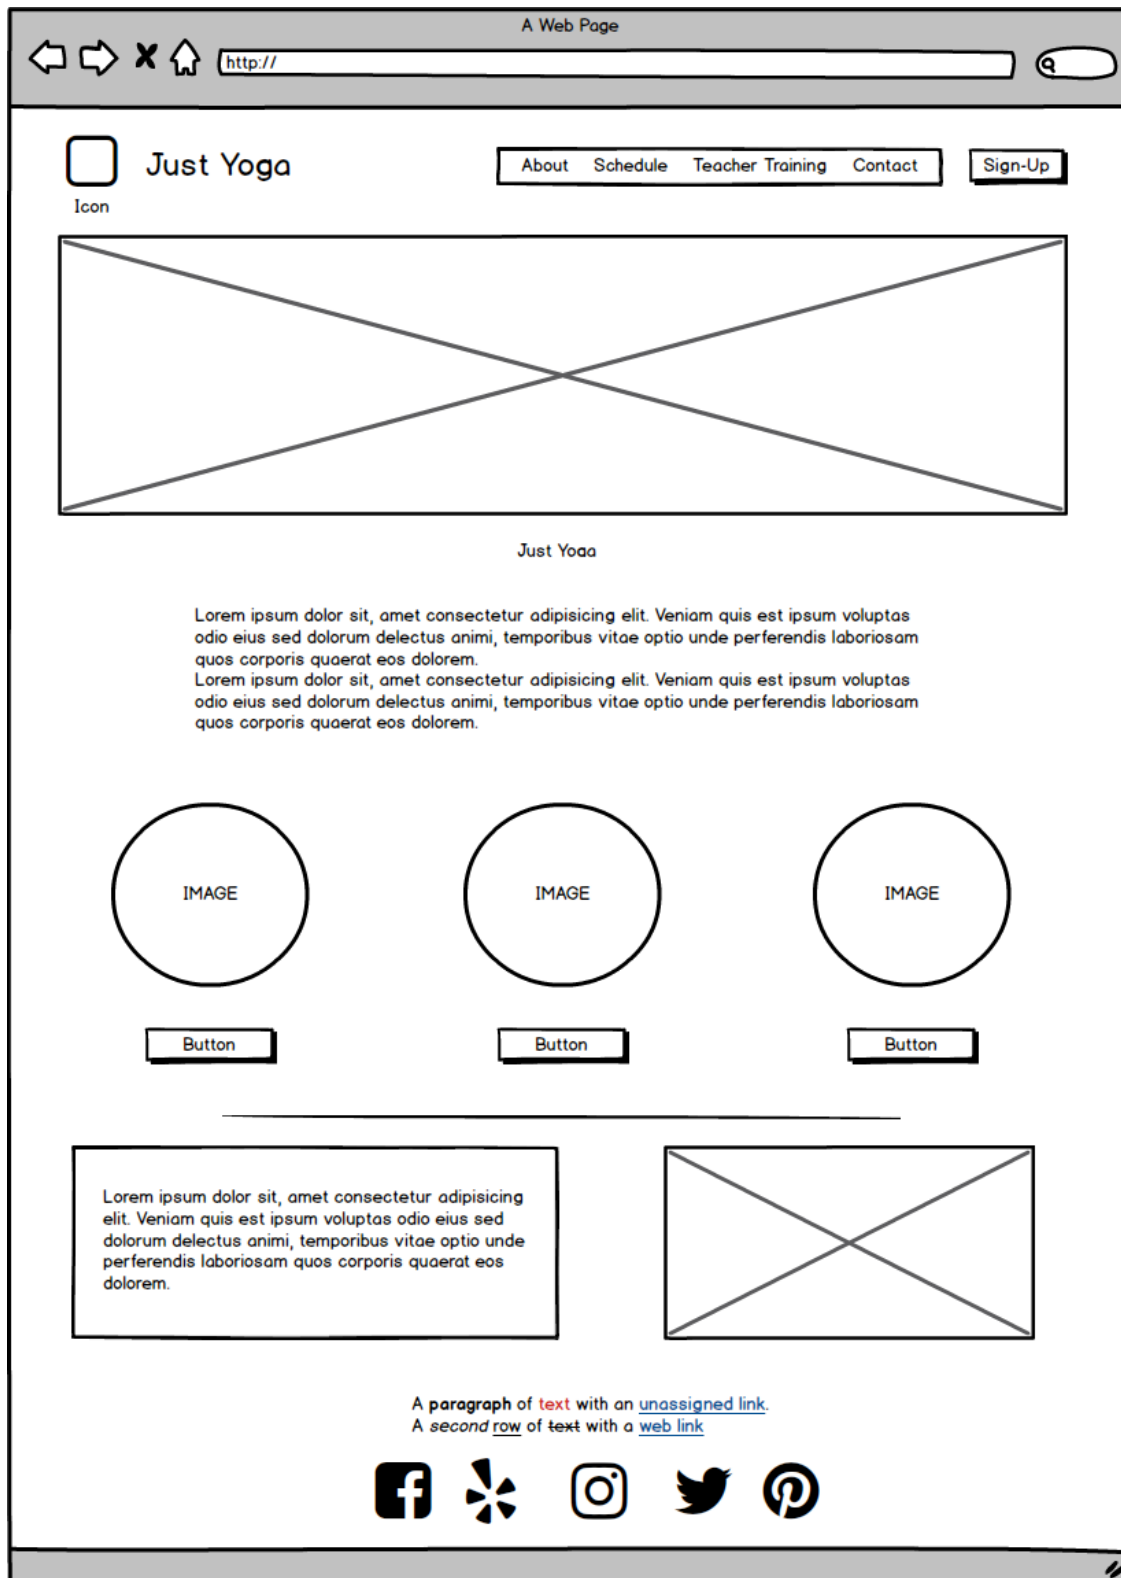 A Web Page
http://
Just Yoga
About Schedule Teacher Training Contact
Sign-Up
Icon
Just Yoga
Lorem ipsum dolor sit, amet consectetur adipisicing elit. Veniam quis est ipsum voluptas
odio eius sed dolorum delectus animi, temporibus vitae optio unde perferendis laboriosam
quos corporis quaerat eos dolorem.
Lorem ipsum dolor sit, amet consectetur adipisicing elit. Veniam quis est ipsum voluptas
odio eius sed dolorum delectus animi, temporibus vitae optio unde perferendis laboriosam
quos corporis quaerat eos dolorem.
IMAGE
IMAGE
IMAGE
Button
Button
Button
Lorem ipsum dolor sit, amet consectetur adipisicing
elit. Veniam quis est ipsum voluptas odio eius sed
dolorum delectus animi, temporibus vitae optio unde
perferendis laboriosam quos corporis quaerat eos
dolorem.
A paragraph of text with an unassigned link.
A second row of text with a web link